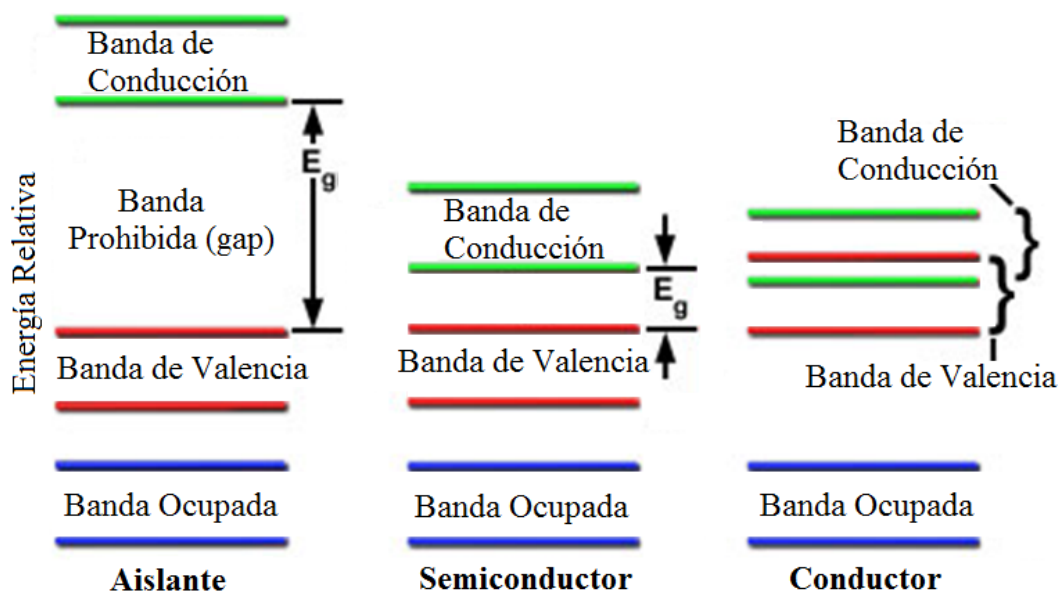 Energía Relativa
Banda de
Conducción
Eg
Banda
Prohibida (gap)
Banda de Valencia
Banda Ocupada
Aislante
Banda de
Conducción
Eg
Banda de Valencia
Banda Ocupada
Semiconductor
Banda de
Conducción
Banda de Valencia
Banda Ocupada
Conductor